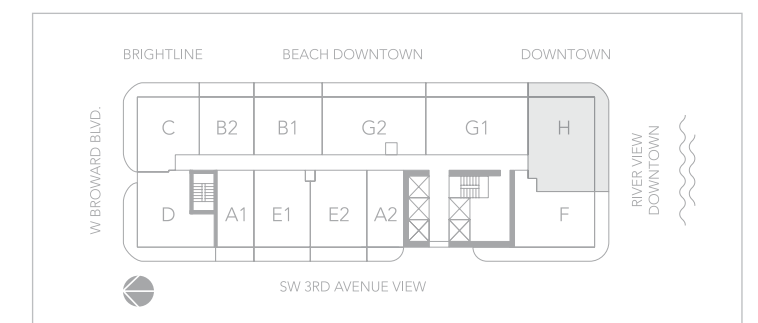 BRIGHTLINE BEACH DOWNTOWN DOWNTOWN
W BROWARD BLVD.
C B2 B1 G2 G1 H
RIVER VIEW
DOWNTOWN
D A1 E1 E2 A2 F
SW 3RD AVENUE VIEW